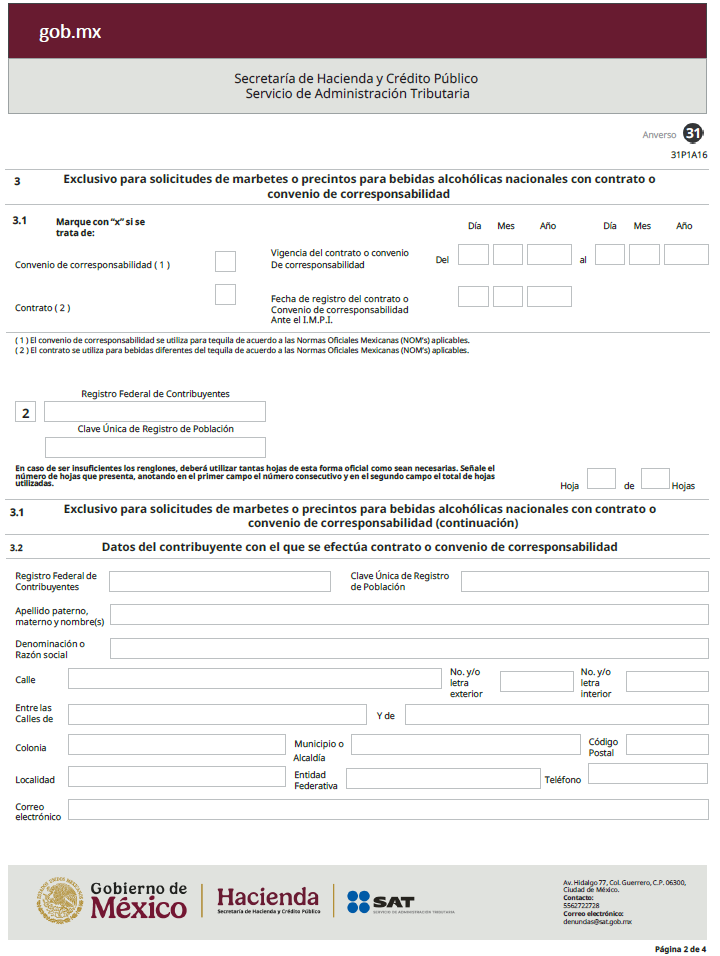 gob.mx
Secretaría de Hacienda y Crédito Público
Servicio de Administración Tributaria
Anverso 31
31P1A16
3 Exclusivo para solicitudes de marbetes o precintos para bebidas alcohólicas nacionales con contrato o
convenio de corresponsabilidad
3.1 Marque con "x" si se
trata de:
Día Mes Año Día Mes Año
Convenio de corresponsabilidad ( 1 )
Vigencia del contrato o convenio
De corresponsabilidad
Del al
Contrato ( 2 )
Fecha de registro del contrato o
Convenio de corresponsabilidad
Ante el I.M.P.I.
( 1 ) El convenio de corresponsabilidad se utiliza para tequila de acuerdo a las Normas Oficiales Mexicanas (NOM's) aplicables.
( 2 ) El contrato se utiliza para bebidas diferentes del tequila de acuerdo a las Normas Oficiales Mexicanas (NOM's) aplicables.
Registro Federal de Contribuyentes
2
Clave Única de Registro de Población
En caso de ser insuficientes los renglones, deberá utilizar tantas hojas de esta forma oficial como sean necesarias. Señale el
número de hojas que presenta, anotando en el primer campo el número consecutivo y en el segundo campo el total de hojas
utilizadas.
Hoja de Hojas
3.1 Exclusivo para solicitudes de marbetes o precintos para bebidas alcohólicas nacionales con contrato o
convenio de corresponsabilidad (continuación)
3.2 Datos del contribuyente con el que se efectúa contrato o convenio de corresponsabilidad
Registro Federal de
Contribuyentes
Clave Única de Registro
de Población
Apellido paterno,
materno y nombre(s)
Denominación o
Razón social
Calle
No. y/o
letra
exterior
No. y/o
letra
interior
Entre las
Calles de
Y de
Colonia
Municipio o
Alcaldía
Código
Postal
Localidad
Entidad
Federativa
Teléfono
Correo
electrónico
ESTADOS UNIDOS MEXICANOS
Gobierno de
México
Hacienda
Secretaría de Hacienda y Crédito Público
SAT
SERVICIO DE ADMINISTRACIÓN TRIBUTARIA
Av. Hidalgo 77, Col. Guerrero, C.P. 06300,
Ciudad de México.
Contacto:
5562722728
Correo electrónico:
denuncias@sat.gob.mx
Página 2 de 4